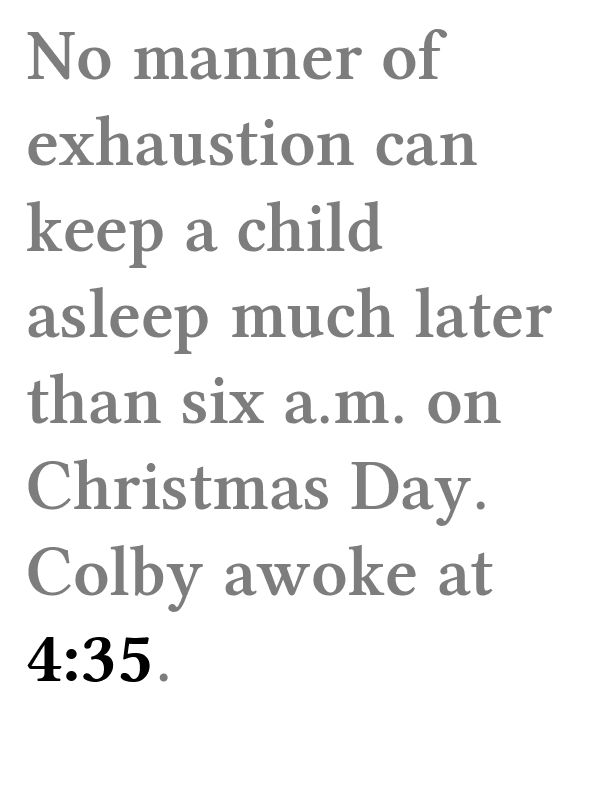 No manner of
exhaustion can
keep a child
asleep much later
than six a.m. on
Christmas Day.
Colby awoke at
4:35.